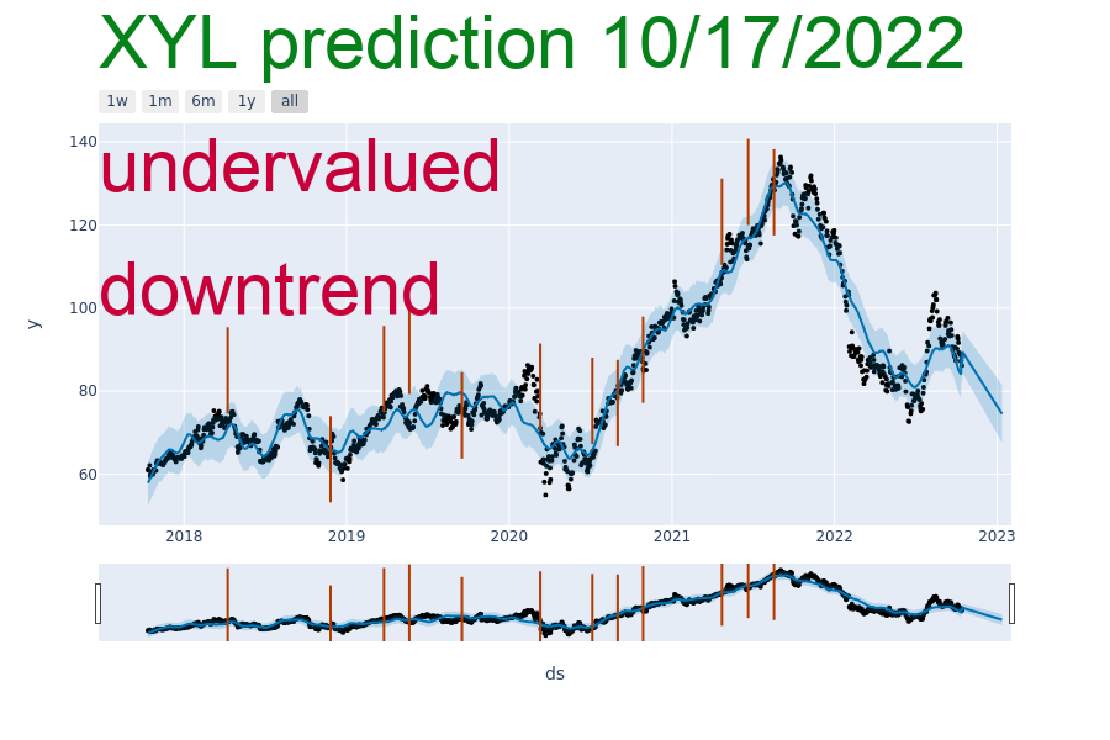 XYL prediction 10/17/2022
1w 1m 6m 1y all
140
undervalued
120
downtrend
100
y
80
60
2018 2019 2020 2021 2022 2023
ds